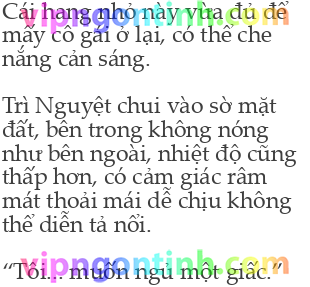 Cái hang nhỏ này vừa đủ để
vipngontinh.com
mấy cô gái ở lại, có thể che
nắng cản sáng.
Trì Nguyệt chui vào sờ mặt
đất, bên trong không nóng
như bên ngoài, nhiệt độ cũng
thấp hơn, có cảm giác râm
mát thoải mái dễ chịu không
thể diễn tả nổi.
vipngontinh.com
“Tôi... muốn ngủ một giấc.”